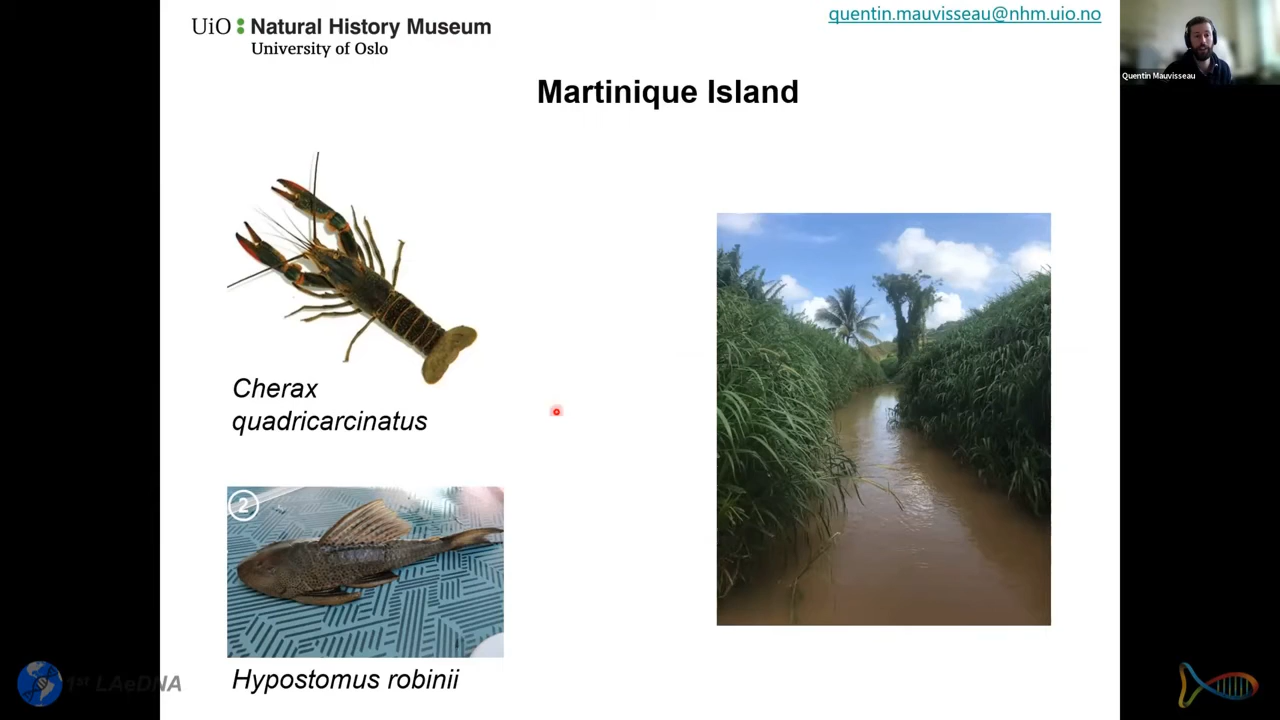 UiO : Natural History Museum
University of Oslo
quentin.mauvisseau@nhm.uio.no
Quentin Mauvisseau
Martinique Island
Cherax
quadricarcinatus
2
Hypostomus robinii
1st LAeDNA